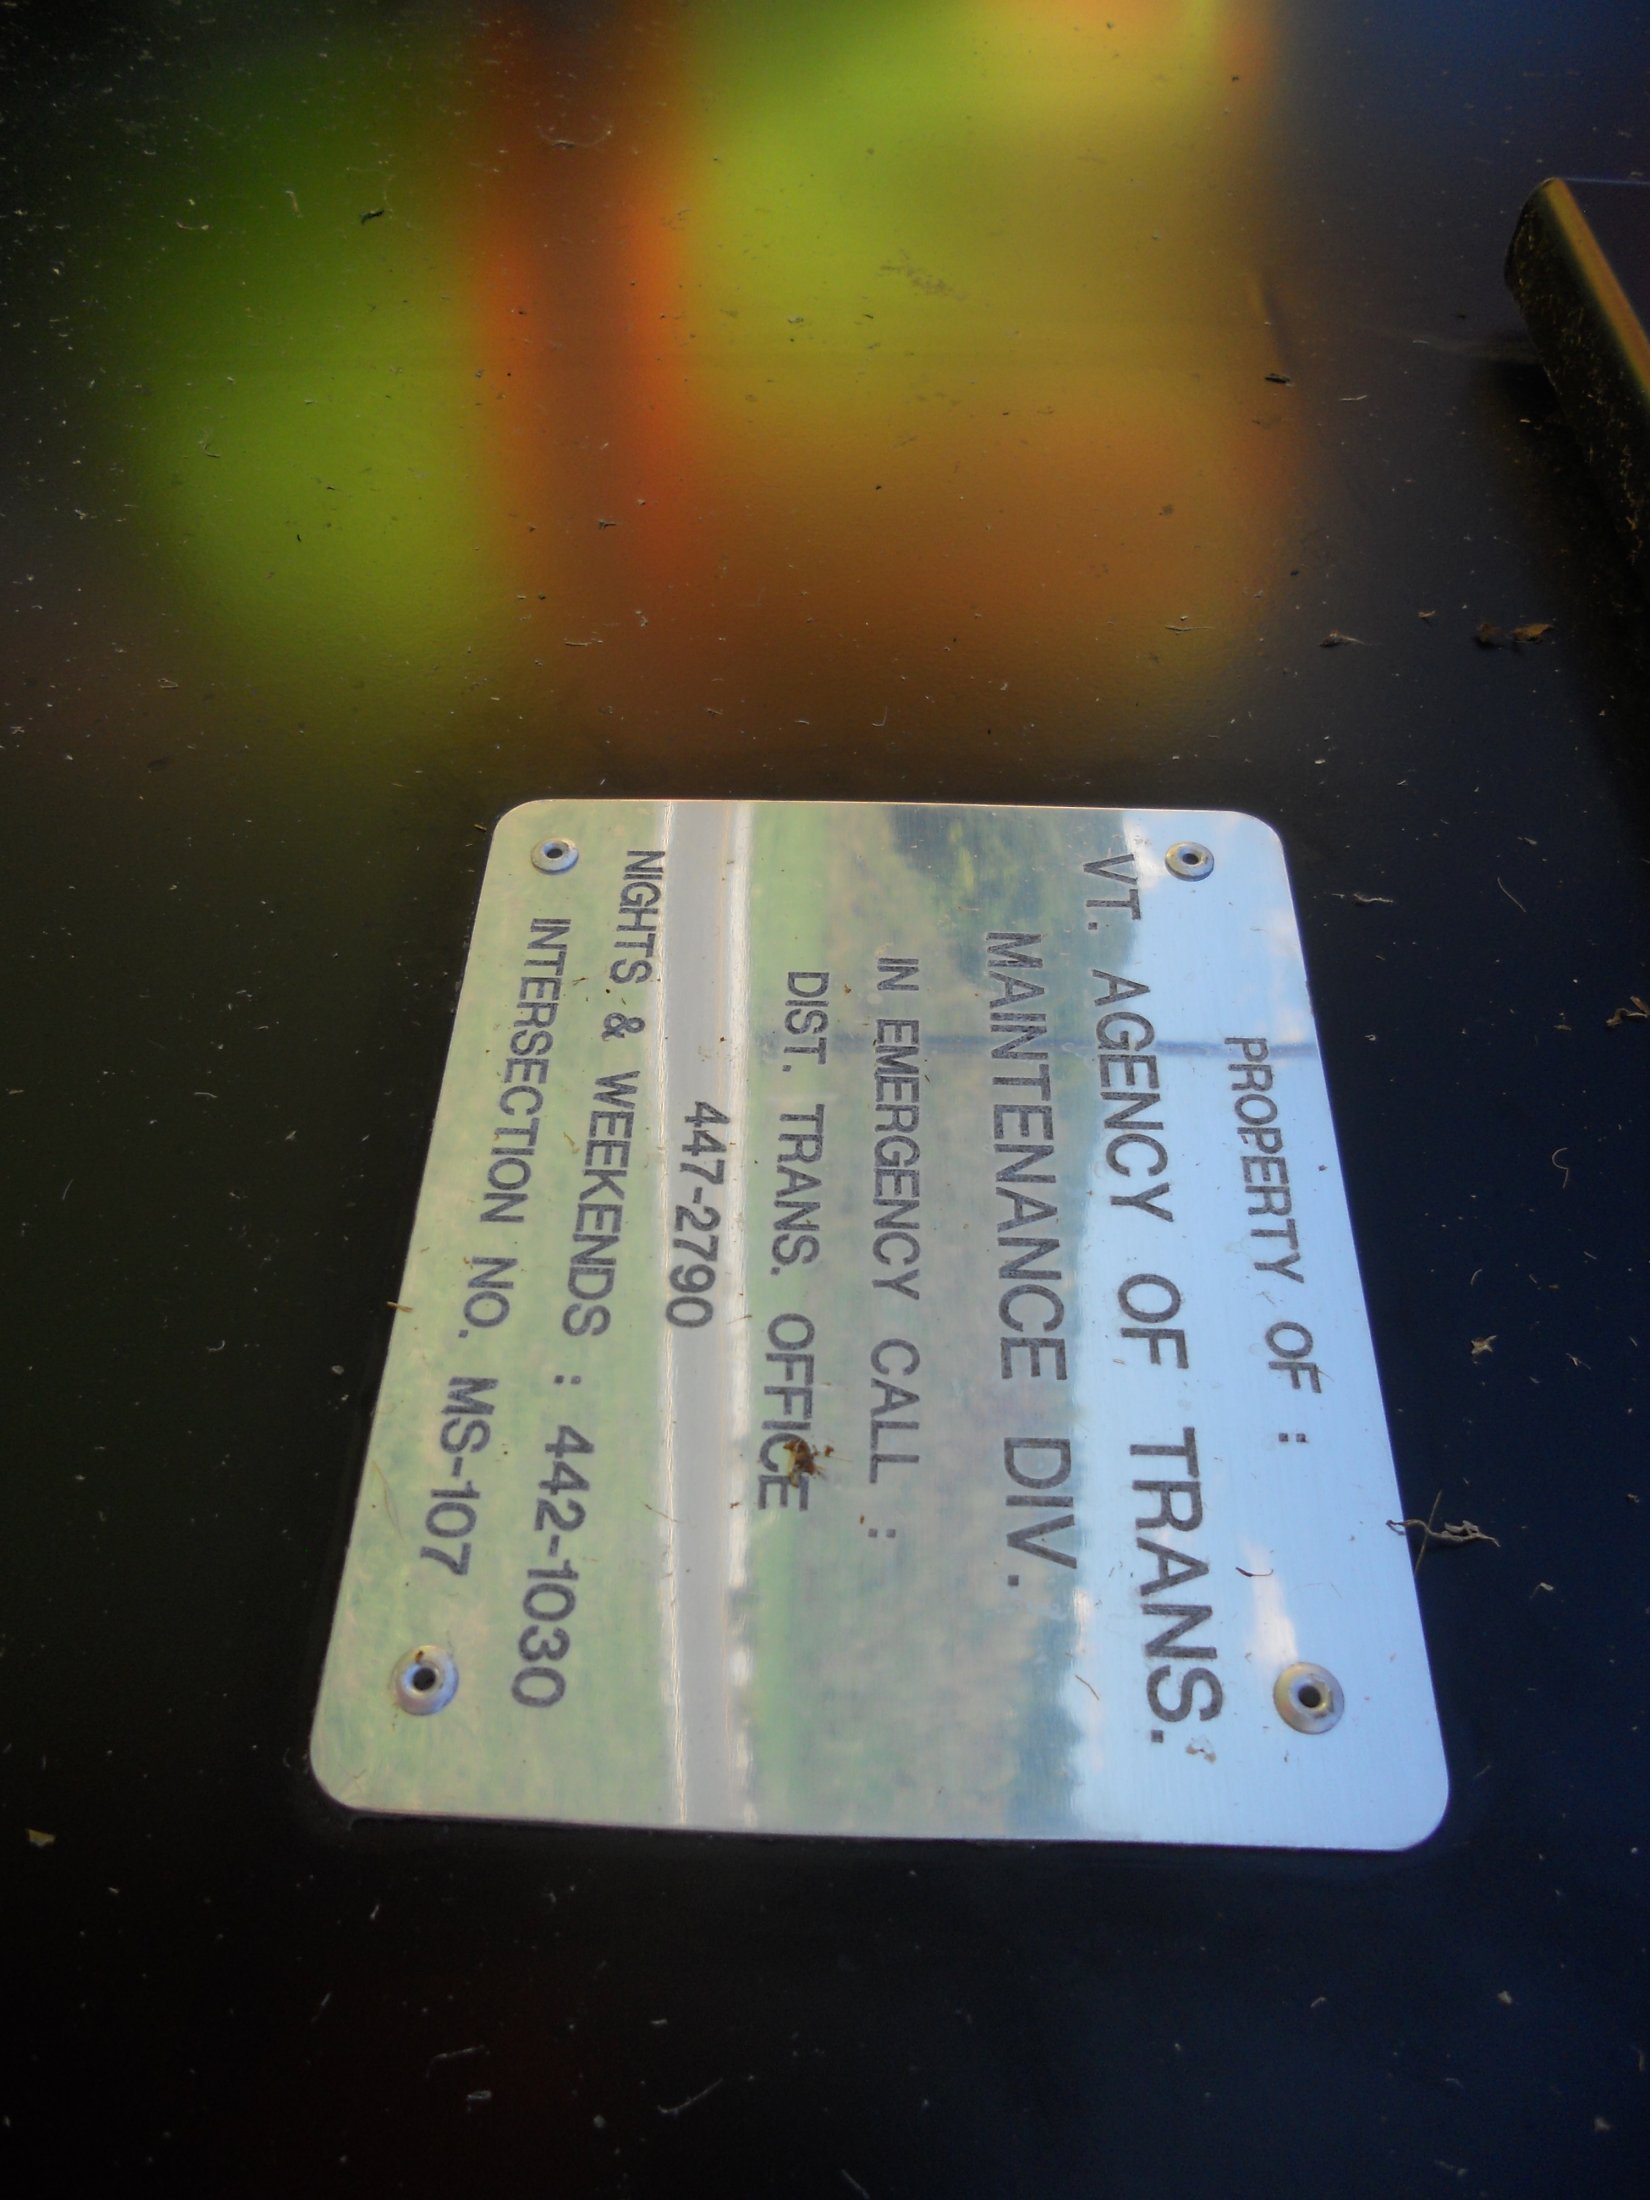 PROPERTY OF :
VT. AGENCY OF TRANS.
MAINTENANCE DIV.
IN EMERGENCY CALL :
DIST. TRANS. OFFICE
447-2790
NIGHTS & WEEKENDS : 442-1030
INTERSECTION NO. MS-107